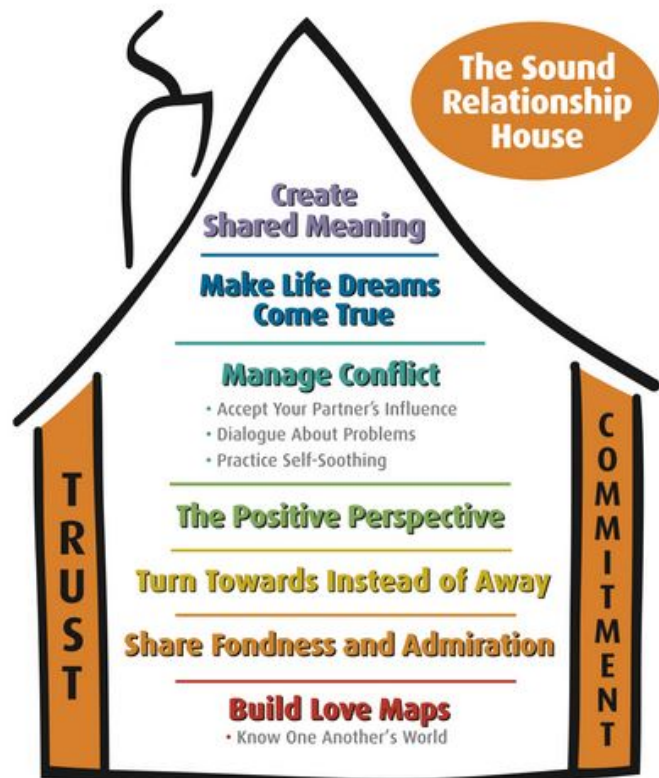 The Sound
Relationship
House
Create
Shared Meaning
Make Life Dreams
Come True
Manage Conflict
• Accept Your Partner's Influence
• Dialogue About Problems
• Practice Self-Soothing
The Positive Perspective
Turn Towards Instead of Away
Share Fondness and Admiration
Build Love Maps
• Know One Another's World
TRUST
COMMITMENT